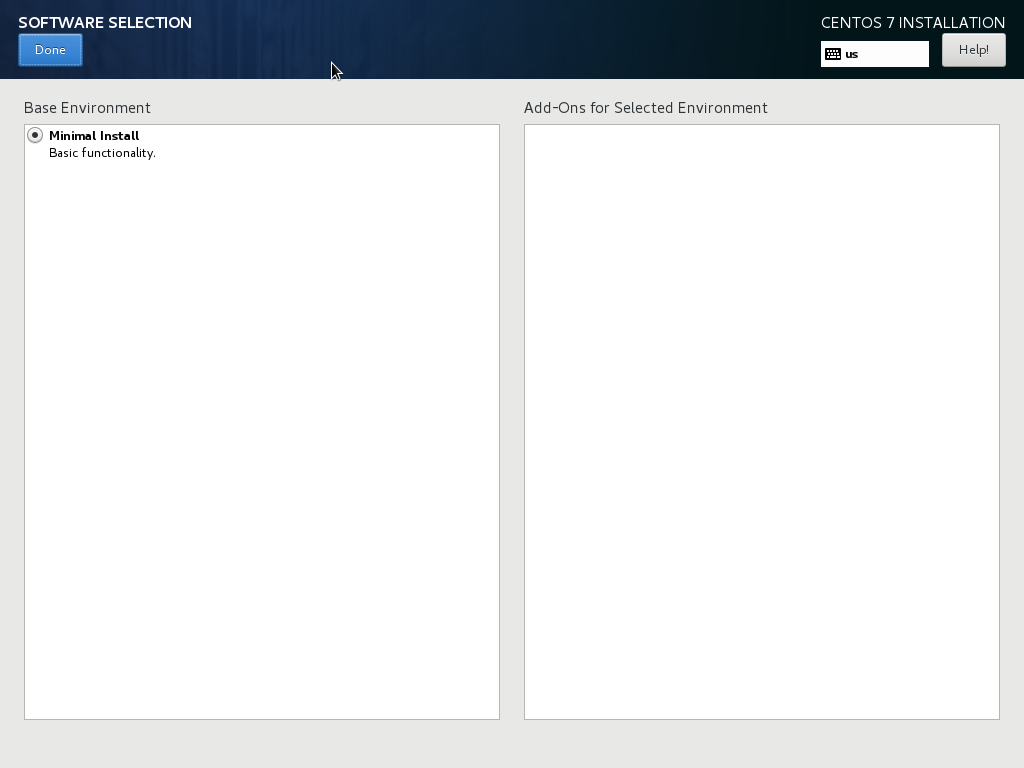 SOFTWARE SELECTION
CENTOS 7 INSTALLATION
Done
us
Help!
Base Environment
Add-Ons for Selected Environment
Minimal Install
Basic functionality.